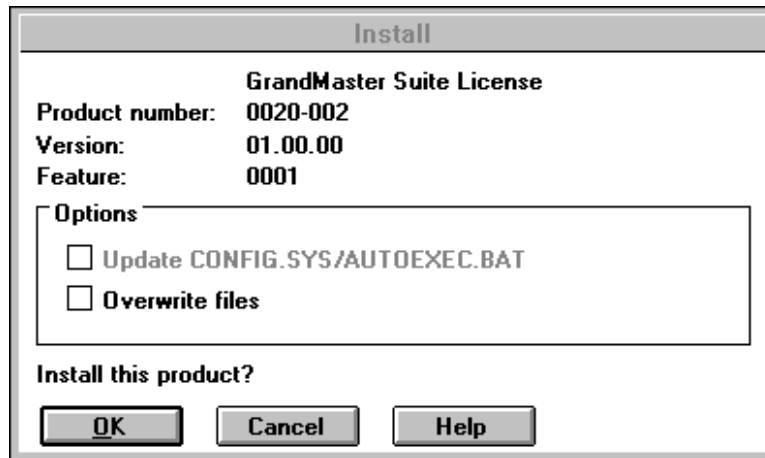 Install
GrandMaster Suite License
Product number: 0020-002
Version: 01.00.00
Feature: 0001
Options
Update CONFIG.SYS/AUTOEXEC.BAT
Overwrite files
Install this product?
OK Cancel Help